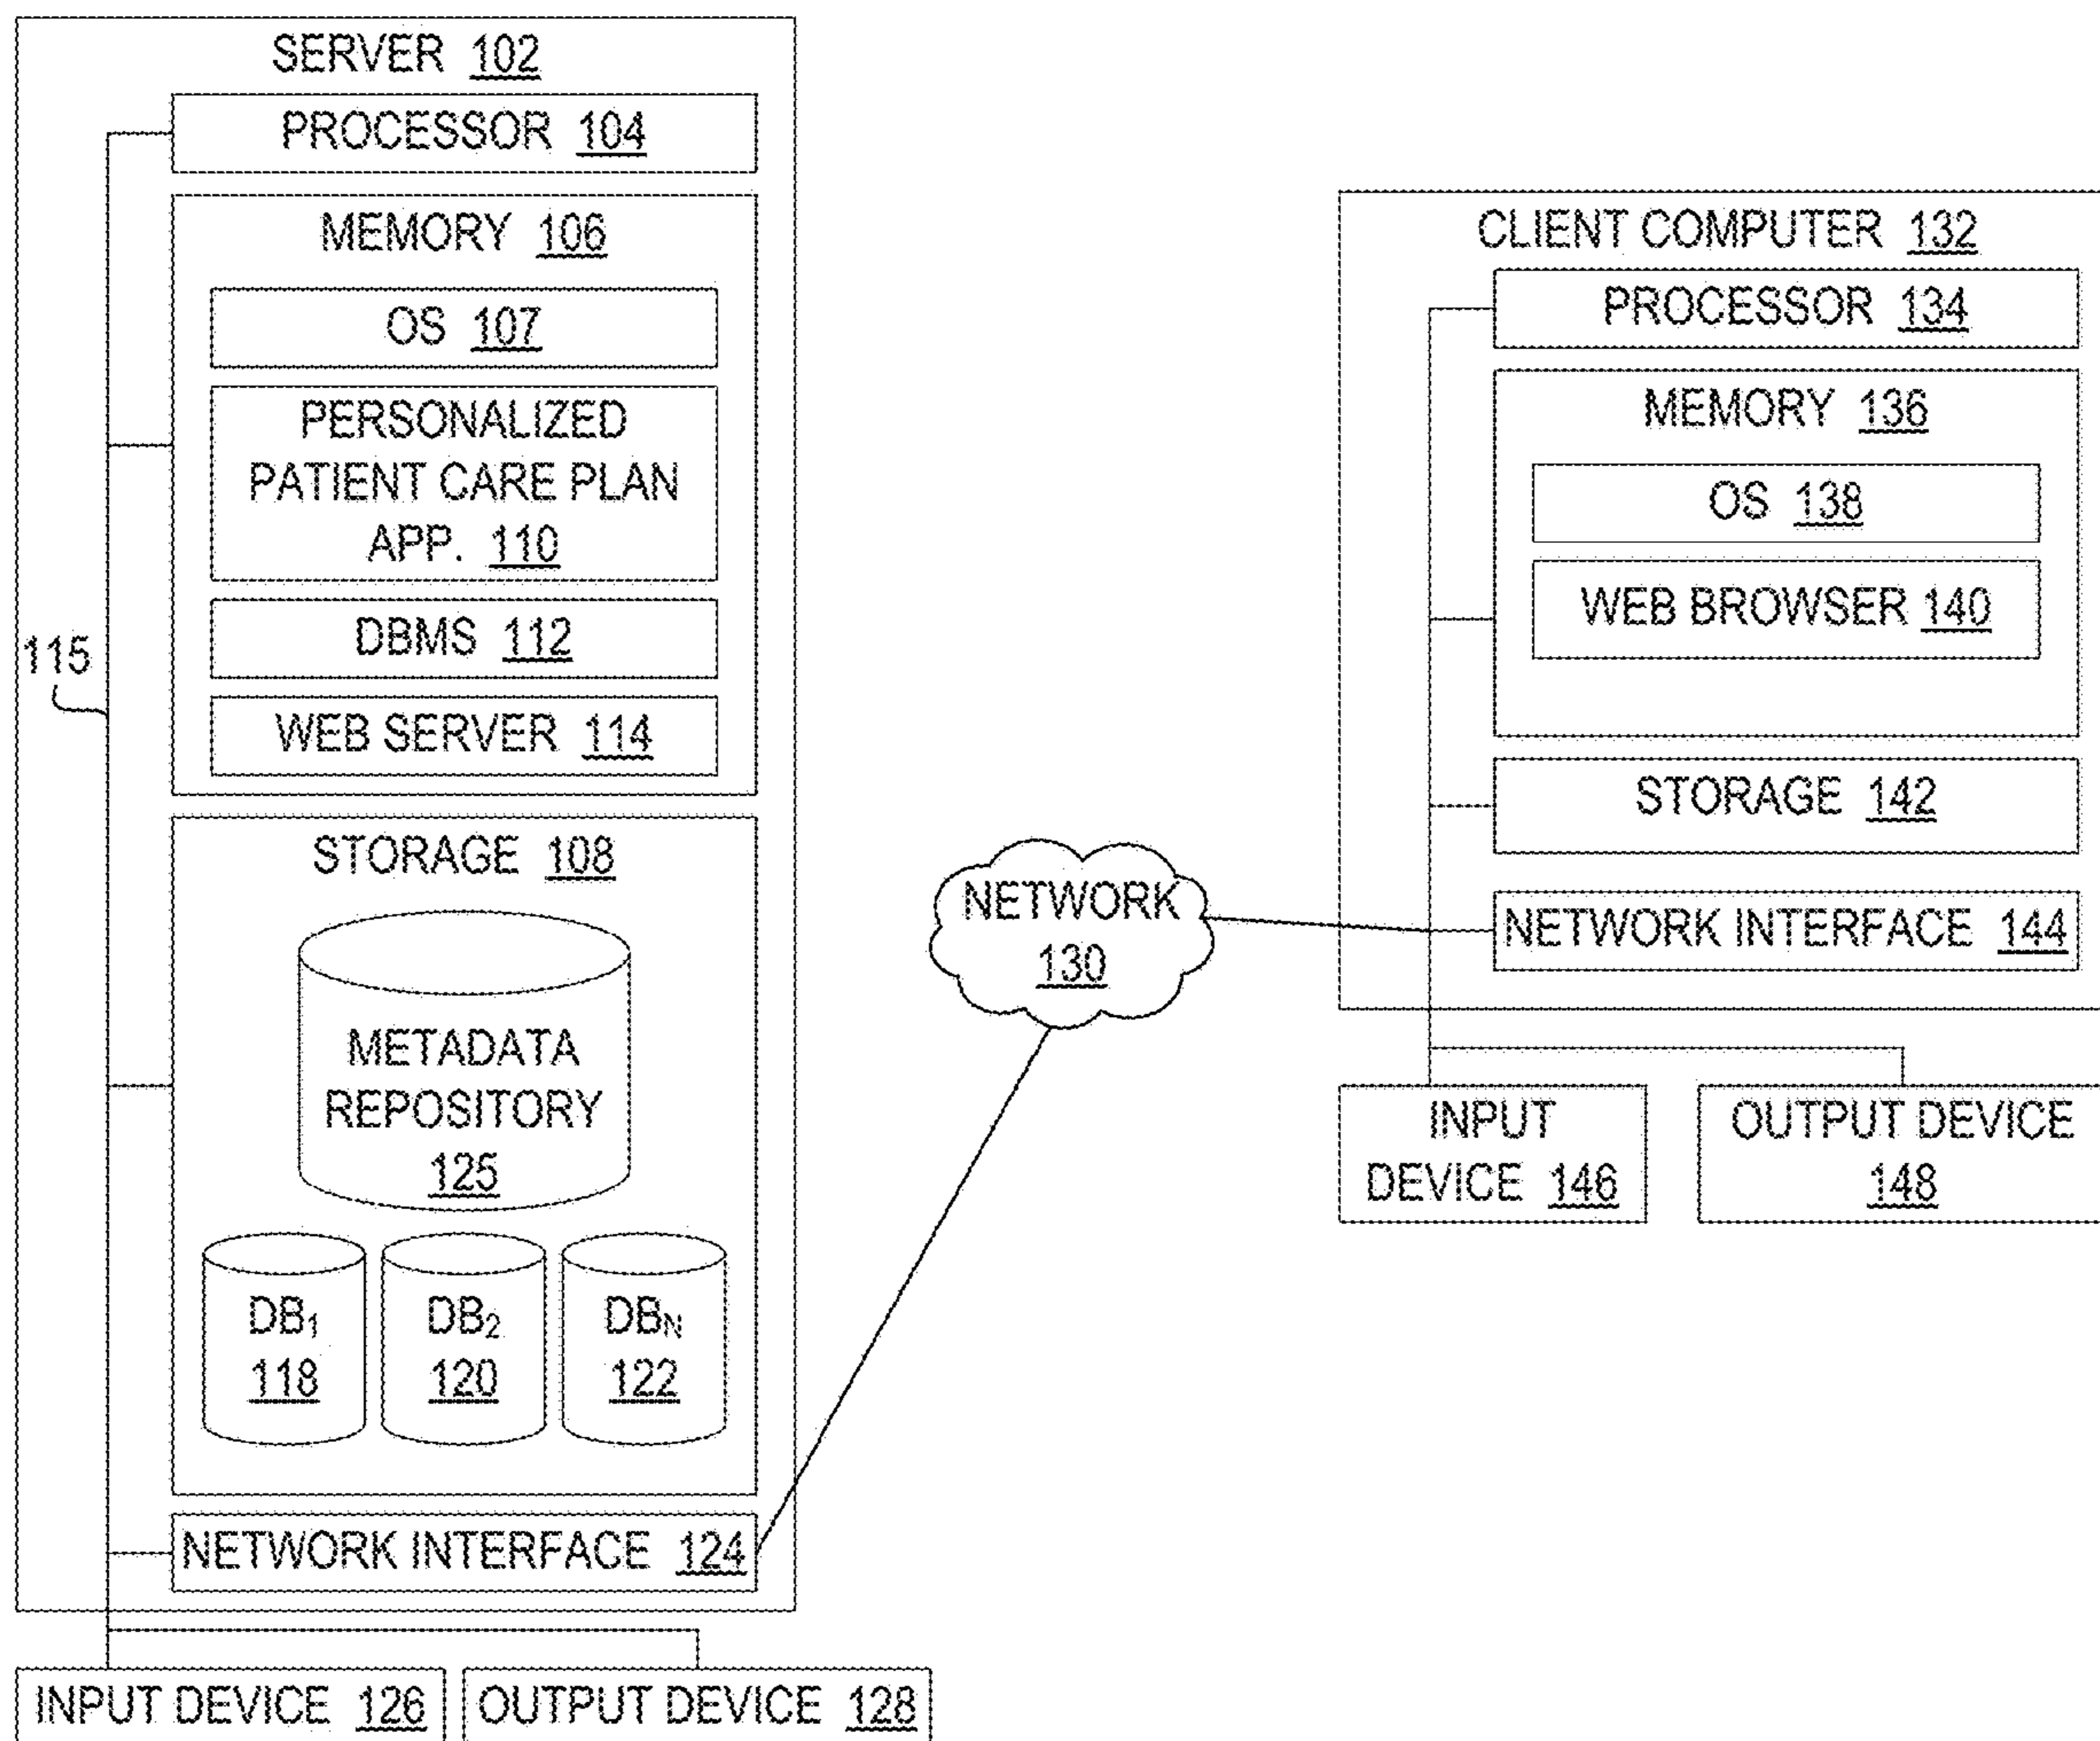 SERVER 102
PROCESSOR 104
MEMORY 106
OS 107
PERSONALIZED
PATIENT CARE PLAN
APP. 110
DBMS 112
WEB SERVER 114
115
STORAGE 108
METADATA
REPOSITORY
125
DB1
118
DB2
120
DBN
122
NETWORK INTERFACE 124
INPUT DEVICE 126
OUTPUT DEVICE 128
NETWORK
130
CLIENT COMPUTER 132
PROCESSOR 134
MEMORY 136
OS 138
WEB BROWSER 140
STORAGE 142
NETWORK INTERFACE 144
INPUT
DEVICE 146
OUTPUT DEVICE
148